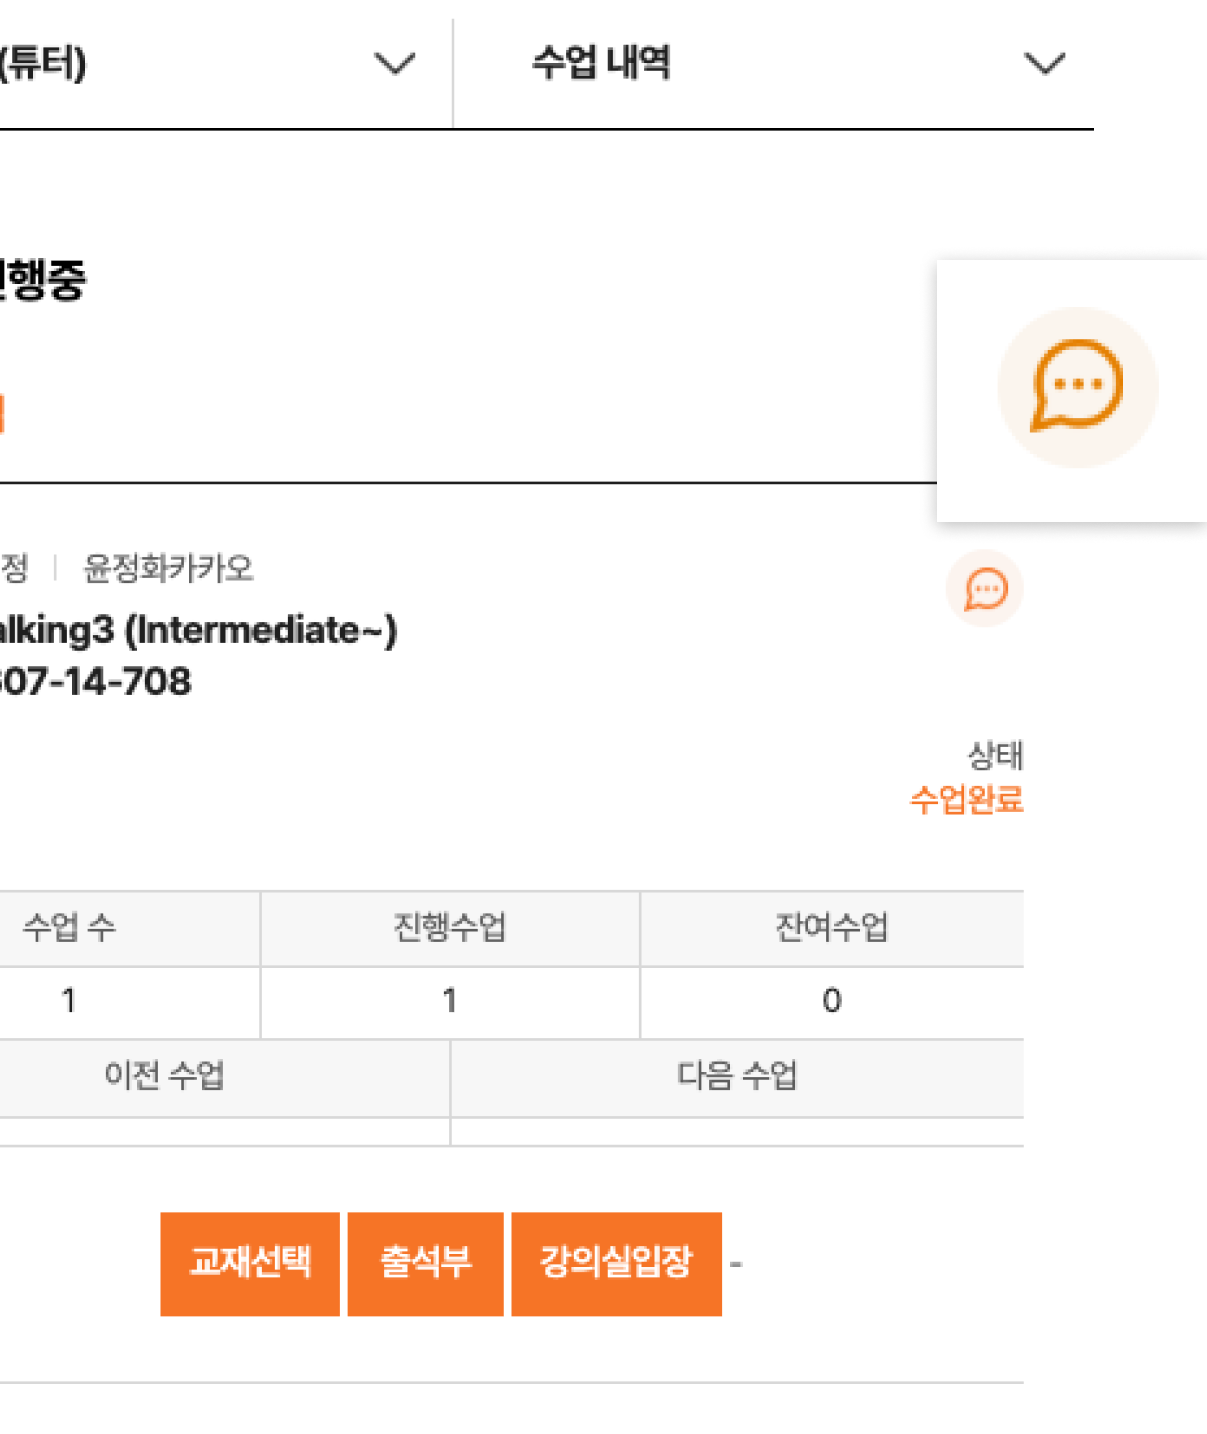 (튜터)
수업 내역
진행중
정 | 윤정화카카오
alking3 (Intermediate~)
607-14-708
상태
수업완료
수업 수
진행수업
잔여수업
1
1
0
이전 수업
다음 수업
교재선택
출석부
강의실입장
-